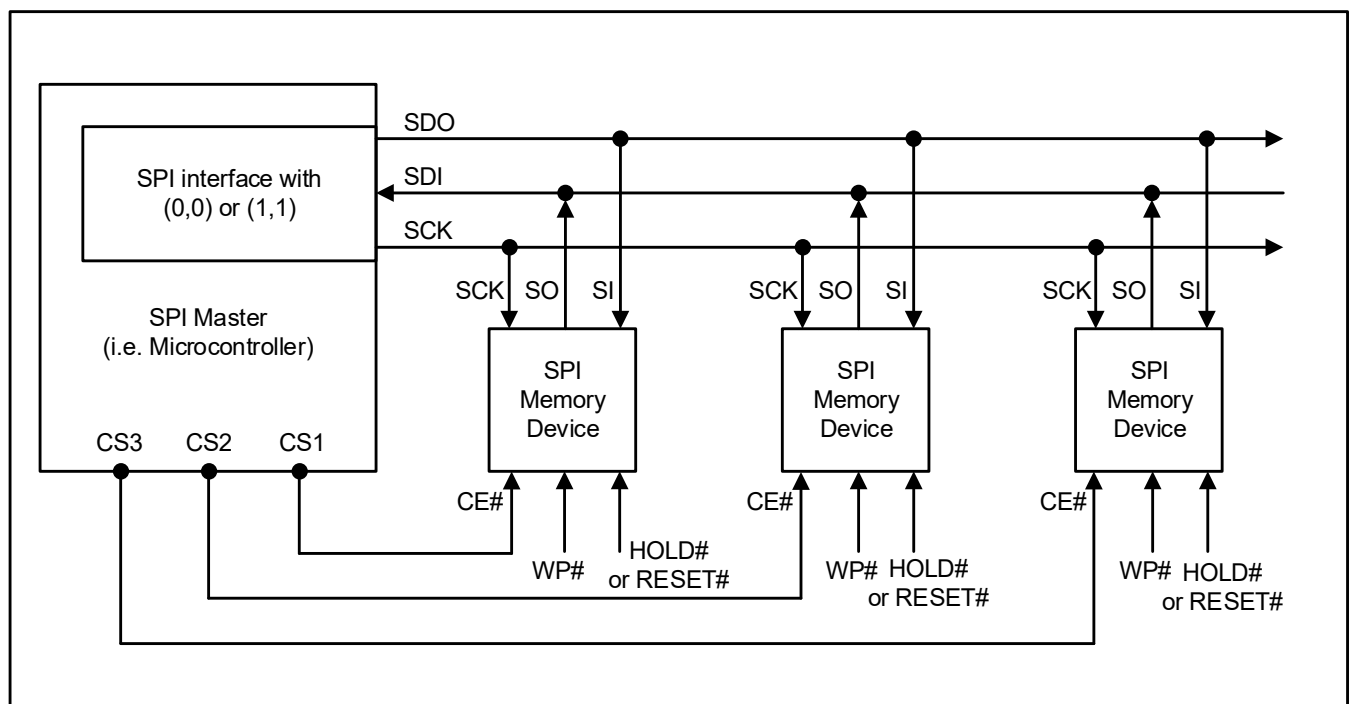 SDO
SPI interface with
(0,0) or (1,1)
SDI
SCK
SPI Master
(i.e. Microcontroller)
SCK SO SI
SCK SO SI
SCK SO SI
SPI
Memory
Device
SPI
Memory
Device
SPI
Memory
Device
CS3 CS2 CS1
CE#
WP#
HOLD#
or RESET#
CE#
WP#
HOLD#
or RESET#
CE#
WP#
HOLD#
or RESET#